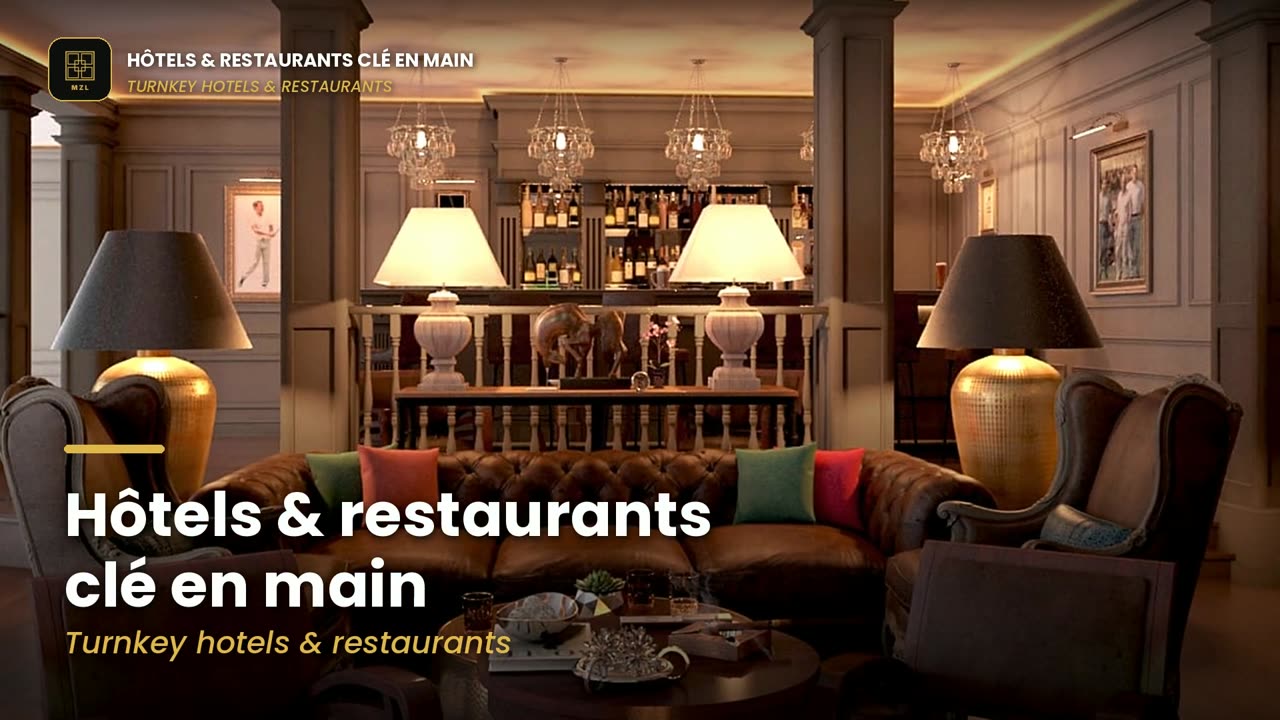 HÔTELS & RESTAURANTS CLÉ EN MAIN
TURNKEY HOTELS & RESTAURANTS
MZL
Hôtels & restaurants
clé en main
Turnkey hotels & restaurants